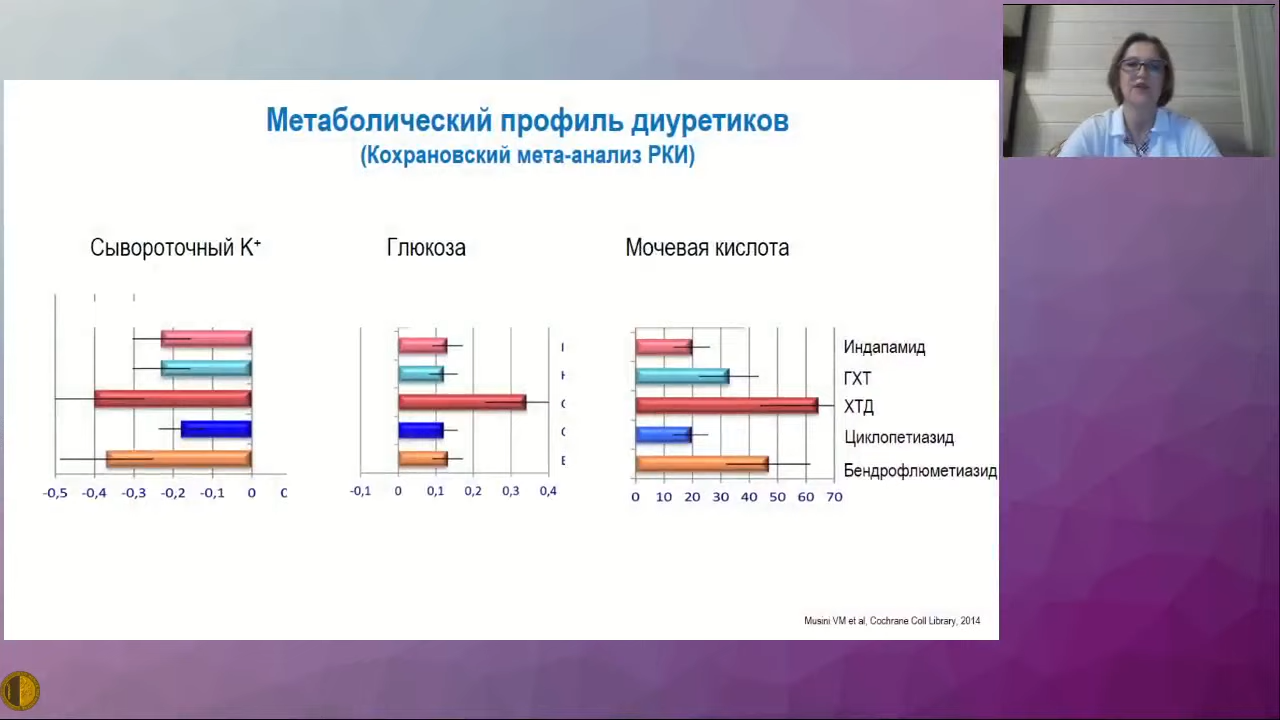 Метаболический профиль диуретиков
(Кохрановский мета-анализ РКИ)
Сывороточный К⁺
Глюкоза
Мочевая кислота
Индапамид
ГХТ
ХТД
Циклопетиазид
Бендрофлюметиазид
-0,5 -0,4 -0,3 -0,2 -0,1 0
-0,1 0 0,1 0,2 0,3 0,4
0 10 20 30 40 50 60 70
Musini VM et al, Cochrane Coll Library, 2014